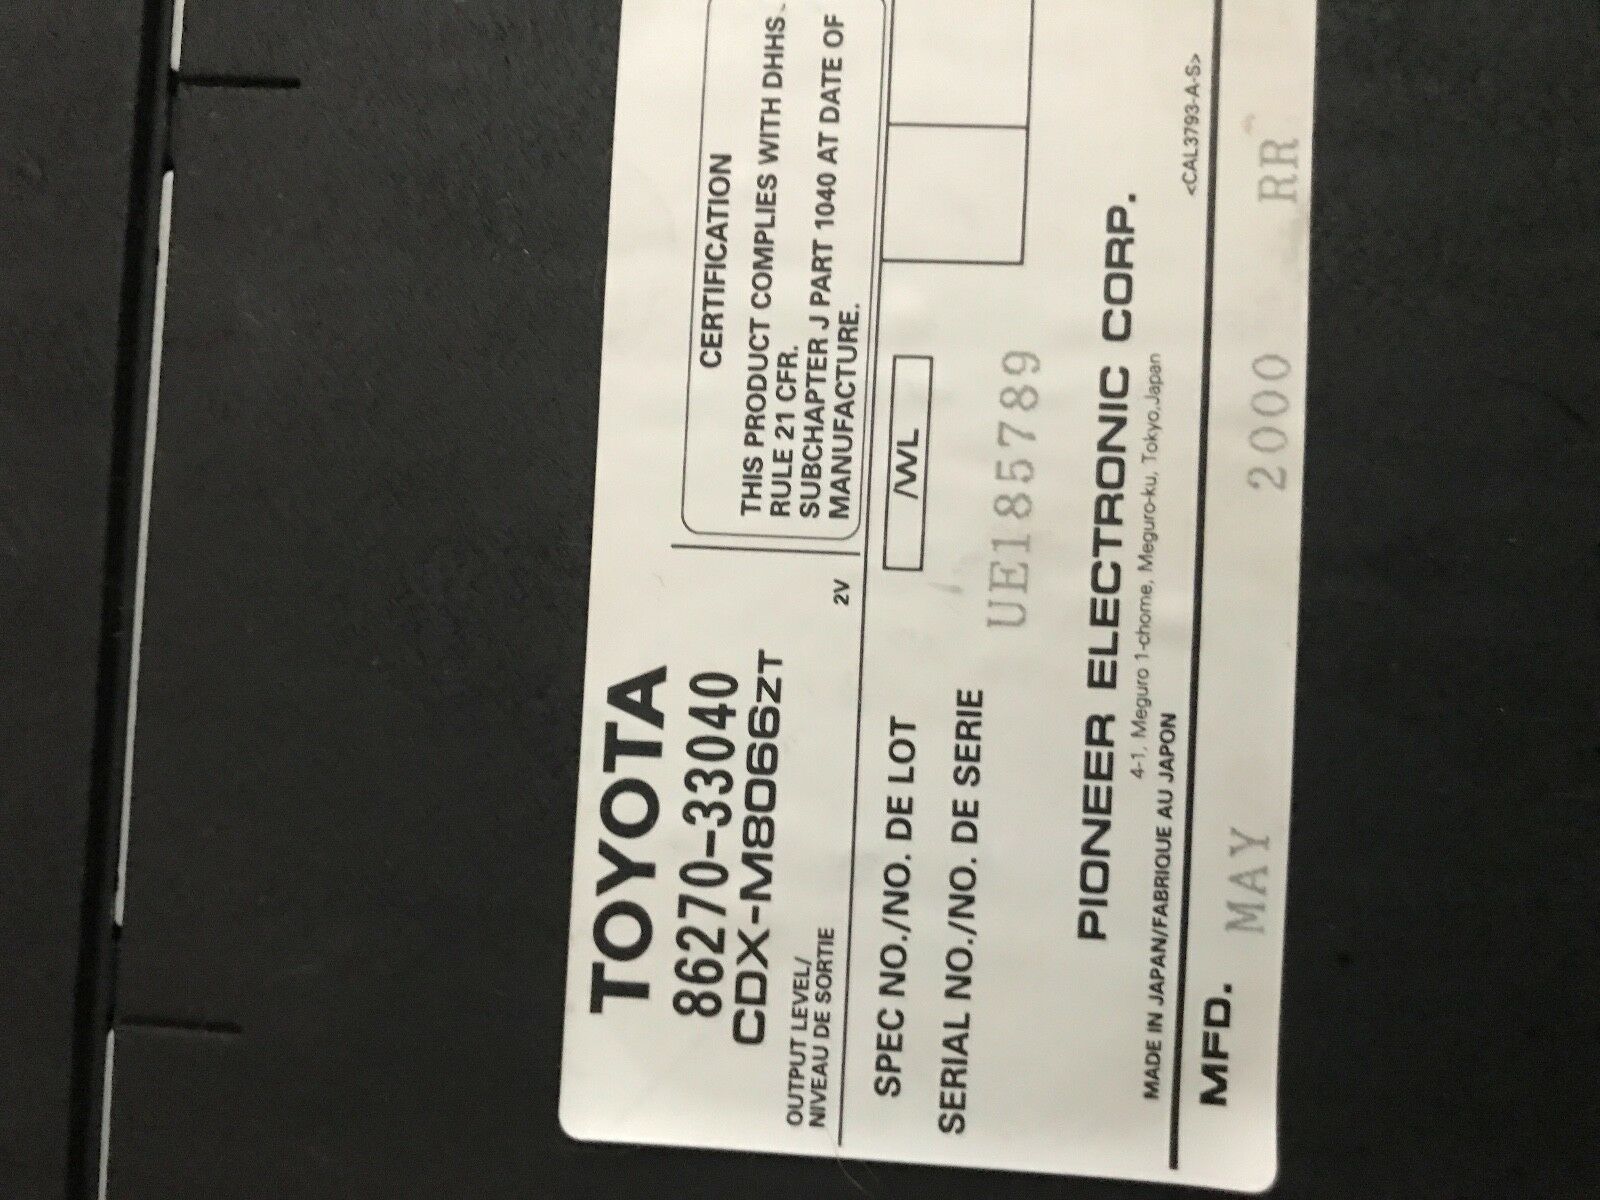 TOYOTA
86270-33040
CDX-M8066ZT
OUTPUT LEVEL/
NIVEAU DE SORTIE 2V
CERTIFICATION
THIS PRODUCT COMPLIES WITH DHHS.
RULE 21 CFR.
SUBCHAPTER J PART 1040 AT DATE OF
MANUFACTURE.
SPEC NO./NO. DE LOT /WL
SERIAL NO./NO. DE SERIE
UE185789
PIONEER ELECTRONIC CORP.
4-1, Meguro 1-chome, Meguro-ku, Tokyo,Japan
MADE IN JAPAN/FABRIQUE AU JAPON
<CAL3793-A-S>
MFD. MAY 2000 RR